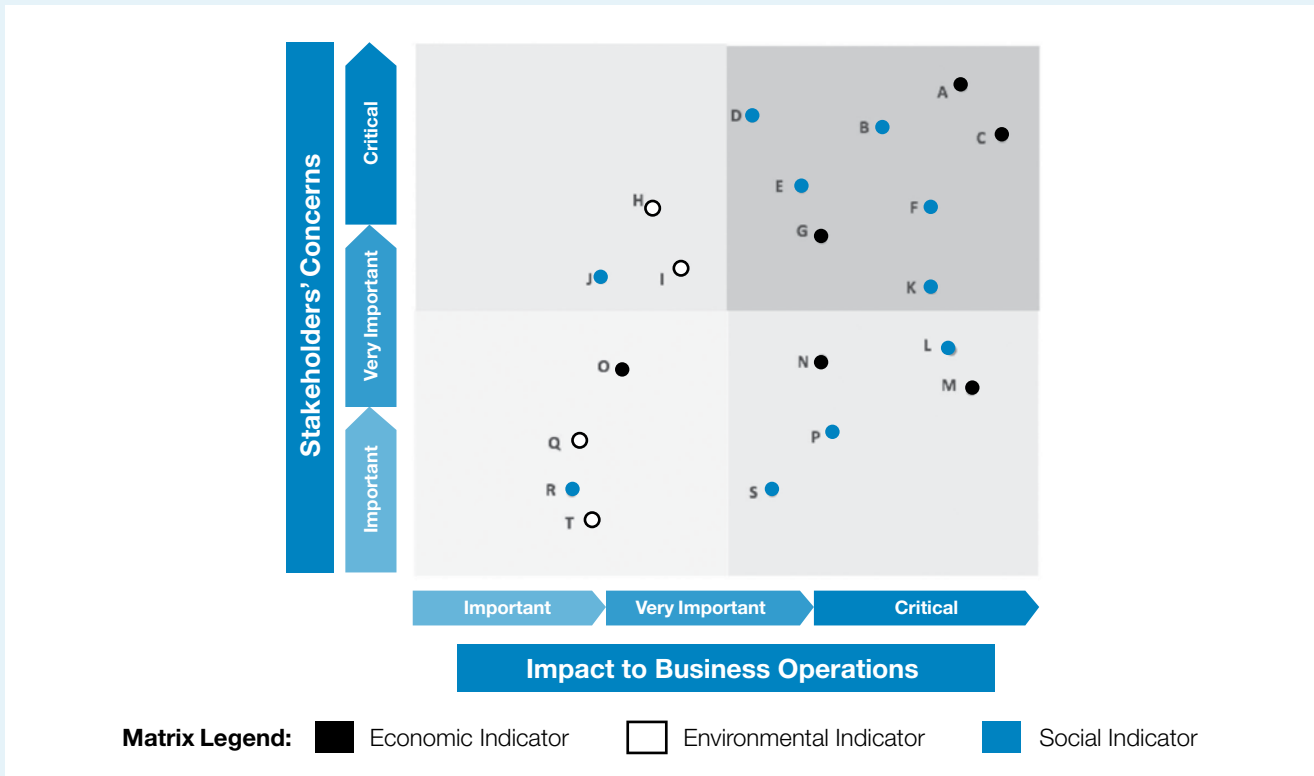 Stakeholders' Concerns
Critical
Very Important
Important
A
D
B
C
E
H
F
G
J
I
K
L
O
N
M
Q
P
R
S
T
Important
Very Important
Critical
Impact to Business Operations
Matrix Legend:
Economic Indicator
Environmental Indicator
Social Indicator